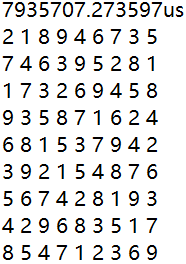 7935707.273597us
2 1 8 9 4 6 7 3 5
7 4 6 3 9 5 2 8 1
1 7 3 2 6 9 4 5 8
9 3 5 8 7 1 6 2 4
6 8 1 5 3 7 9 4 2
3 9 2 1 5 4 8 7 6
5 6 7 4 2 8 1 9 3
4 2 9 6 8 3 5 1 7
8 5 4 7 1 2 3 6 9